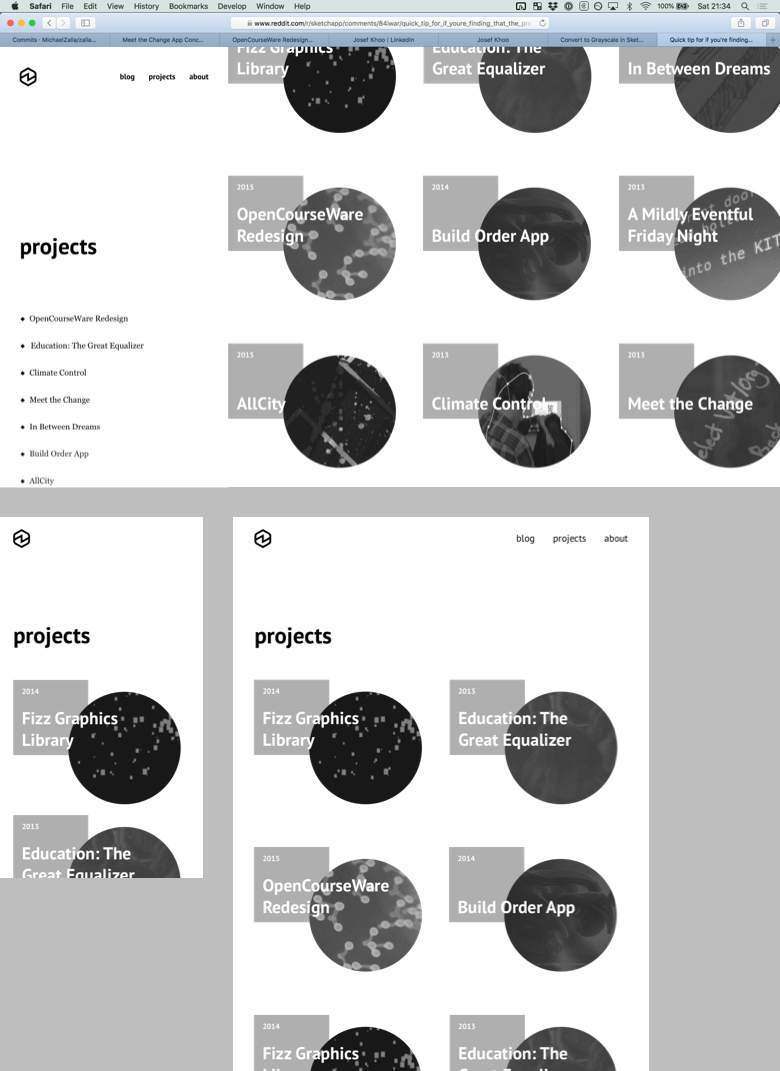 Safari File Edit View History Bookmarks Develop Window Help
100% Sat 21:34
www.reddit.com/r/sketchapp/comments/84iwar/quick_tip_for_if_youre_finding_that_the_pre
Commits · MichaelZalla/zalla... Meet the Change App Conc... OpenCourseWare Redesign... Josef Khoo | LinkedIn Josef Khoo Convert to Grayscale in Sket... Quick tip for if you're finding...
blog projects about
projects
OpenCourseWare Redesign
Education: The Great Equalizer
Climate Control
Meet the Change
In Between Dreams
Build Order App
AllCity
Fizz Graphics
Library
Education: The
Great Equalizer
In Between Dreams
2015
OpenCourseWare
Redesign
2014
Build Order App
2013
A Mildly Eventful
Friday Night
into the KIT
2015
AllCity
2013
Climate Control
2015
Meet the Change
projects
2014
Fizz Graphics
Library
2013
Education: The
Great Equalizer
blog projects about
projects
2014
Fizz Graphics
Library
2013
Education: The
Great Equalizer
2015
OpenCourseWare
Redesign
2014
Build Order App
2014
Fizz Graphics
2013
Education: The